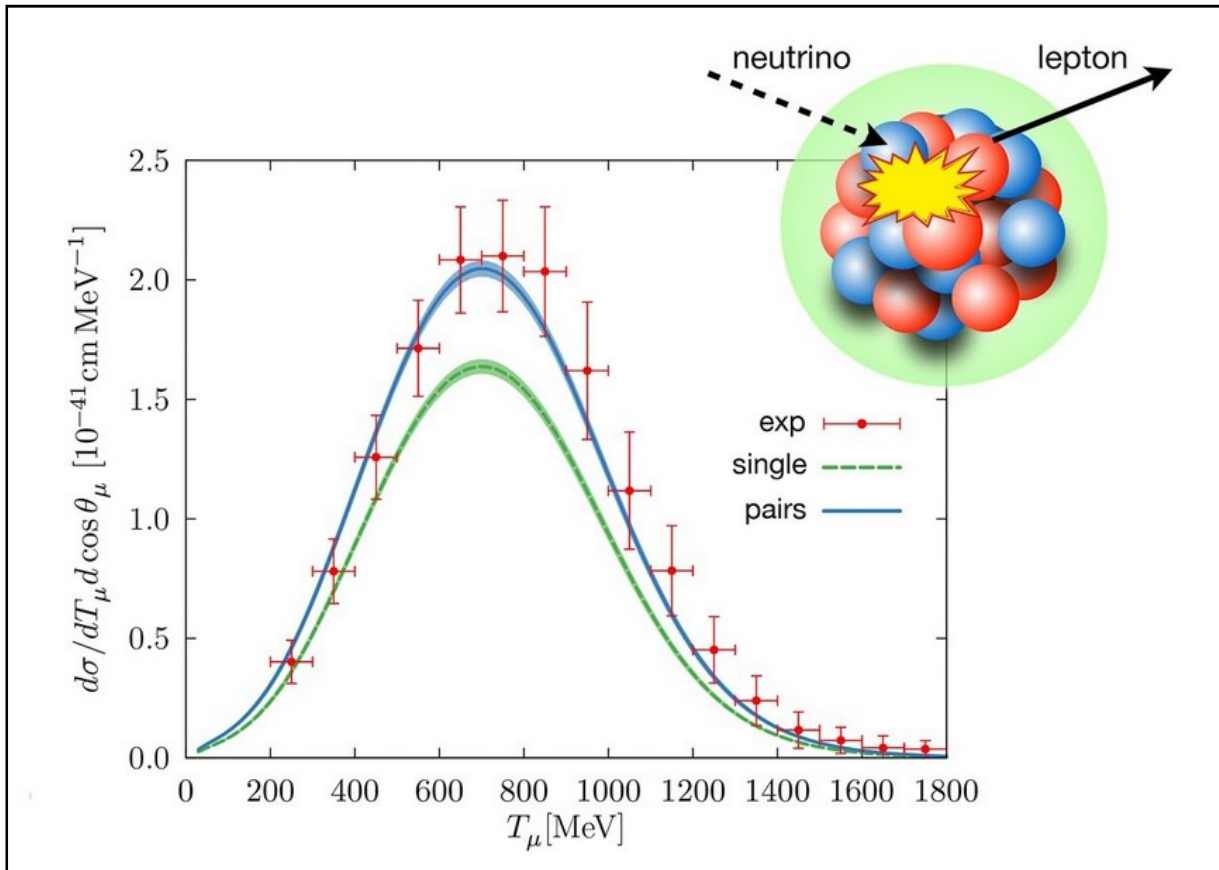 neutrino
lepton
2.5
2.0
1.5
1.0
0.5
0.0
dσ/dT_μ d cos θ_μ [10⁻⁴¹ cm MeV⁻¹]
exp
single
pairs
0 200 400 600 800 1000 1200 1400 1600 1800
T_μ[MeV]